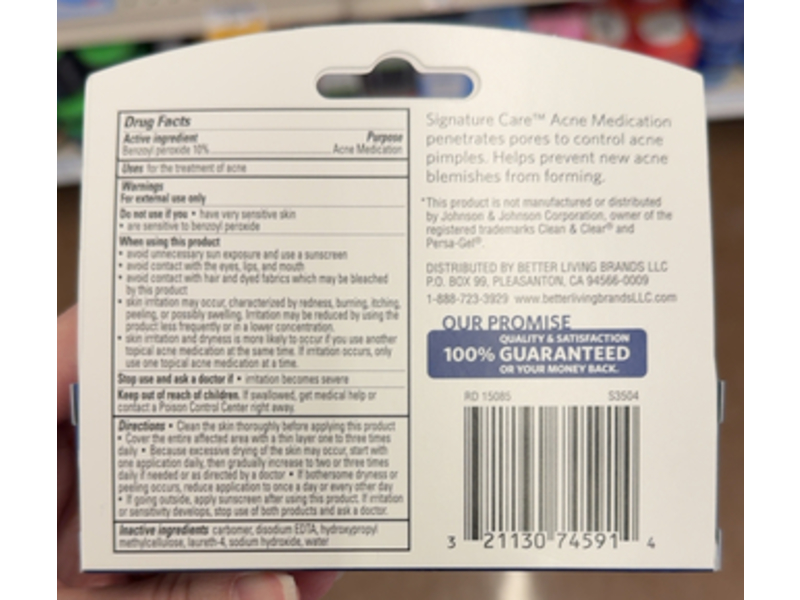 Drug Facts
Active ingredient Purpose
Benzoyl peroxide 10% Acne Medication
Uses for the treatment of acne
Warnings
For external use only
Do not use if you • have very sensitive skin
• are sensitive to benzoyl peroxide
When using this product
• avoid unnecessary sun exposure and use a sunscreen
• avoid contact with the eyes, lips, and mouth
• avoid contact with hair and dyed fabrics which may be bleached
by this product
• skin irritation may occur, characterized by redness, burning, itching,
peeling, or possibly swelling. Irritation may be reduced by using the
product less frequently or in a lower concentration.
• skin irritation and dryness is more likely to occur if you use another
topical acne medication at the same time. If irritation occurs, only
use one topical acne medication at a time.
Stop use and ask a doctor if • irritation becomes severe
Keep out of reach of children. If swallowed, get medical help or
contact a Poison Control Center right away.
Directions • Clean the skin thoroughly before applying this product
• Cover the entire affected area with a thin layer one to three times
daily • Because excessive drying of the skin may occur, start with
one application daily, then gradually increase to two or three times
daily if needed or as directed by a doctor • If bothersome dryness or
peeling occurs, reduce application to once a day or every other day
• If going outside, apply sunscreen after using this product. If irritation
or sensitivity develops, stop use of both products and ask a doctor.
Inactive ingredients carbomer, disodium EDTA, hydroxypropyl
methylcellulose, laureth-4, sodium hydroxide, water
Signature Care™ Acne Medication
penetrates pores to control acne
pimples. Helps prevent new acne
blemishes from forming.
*This product is not manufactured or distributed
by Johnson & Johnson Corporation, owner of the
registered trademarks Clean & Clear® and
Persa-Gel®.
DISTRIBUTED BY BETTER LIVING BRANDS LLC
P.O. BOX 99, PLEASANTON, CA 94566-0009
1-888-723-3929 www.betterlivingbrandsLLC.com
OUR PROMISE
QUALITY & SATISFACTION
100% GUARANTEED
OR YOUR MONEY BACK.
RD 15085 S3504
3 21130 74591 4